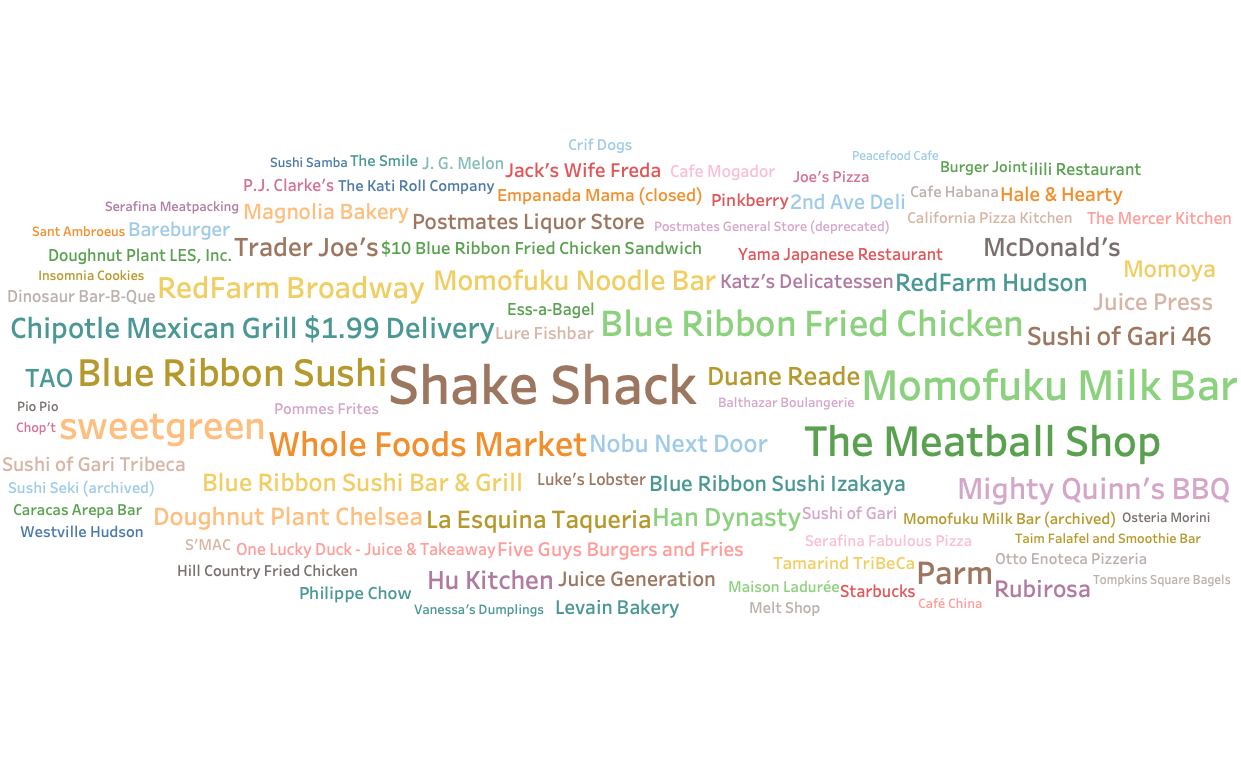 Crif Dogs
Sushi Samba The Smile J. G. Melon Jack's Wife Freda Cafe Mogador Joe's Pizza Peacefood Cafe Burger Joint ilili Restaurant
P.J. Clarke's The Kati Roll Company Empanada Mama (closed) Pinkberry 2nd Ave Deli Cafe Habana Hale & Hearty
Serafina Meatpacking Magnolia Bakery Postmates Liquor Store Postmates General Store (deprecated) California Pizza Kitchen The Mercer Kitchen
Sant Ambroeus Bareburger
Doughnut Plant LES, Inc. Trader Joe's $10 Blue Ribbon Fried Chicken Sandwich Yama Japanese Restaurant McDonald's
Insomnia Cookies RedFarm Broadway Momofuku Noodle Bar Katz's Delicatessen RedFarm Hudson Momoya
Dinosaur Bar-B-Que Ess-a-Bagel Juice Press
Chipotle Mexican Grill $1.99 Delivery Lure Fishbar Blue Ribbon Fried Chicken Sushi of Gari 46
TAO Blue Ribbon Sushi Shake Shack Duane Reade Momofuku Milk Bar
Pio Pio Pommes Frites Balthazar Boulangerie
Chop't sweetgreen Whole Foods Market Nobu Next Door The Meatball Shop
Sushi of Gari Tribeca
Sushi Seki (archived) Blue Ribbon Sushi Bar & Grill Luke's Lobster Blue Ribbon Sushi Izakaya Mighty Quinn's BBQ
Caracas Arepa Bar Doughnut Plant Chelsea La Esquina Taqueria Han Dynasty Sushi of Gari Momofuku Milk Bar (archived) Osteria Morini
Westville Hudson Taim Falafel and Smoothie Bar
S'MAC One Lucky Duck - Juice & Takeaway Five Guys Burgers and Fries Serafina Fabulous Pizza
Hill Country Fried Chicken Tamarind TriBeCa Otto Enoteca Pizzeria
Hu Kitchen Juice Generation Parm Tompkins Square Bagels
Philippe Chow Maison Ladurée Starbucks Rubirosa
Vanessa's Dumplings Levain Bakery Melt Shop Café China